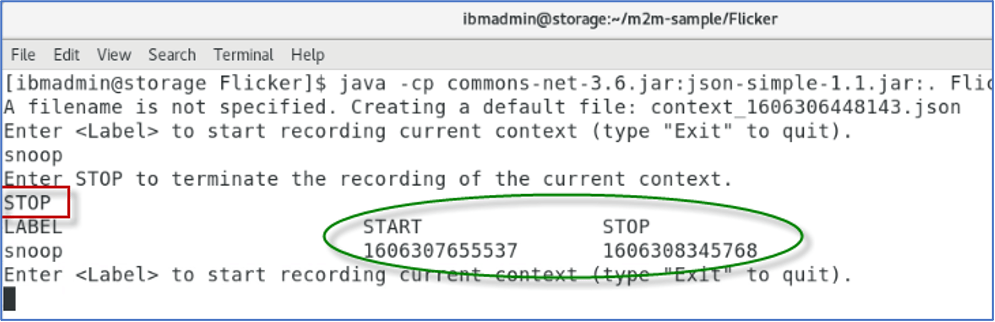 ibmadmin@storage:~/m2m-sample/Flicker
File Edit View Search Terminal Help
[ibmadmin@storage Flicker]$ java -cp commons-net-3.6.jar:json-simple-1.1.jar:. Flic
A filename is not specified. Creating a default file: context_1606306448143.json
Enter <Label> to start recording current context (type "Exit" to quit).
snoop
Enter STOP to terminate the recording of the current context.
STOP
LABEL START STOP
snoop 1606307655537 1606308345768
Enter <Label> to start recording current context (type "Exit" to quit).